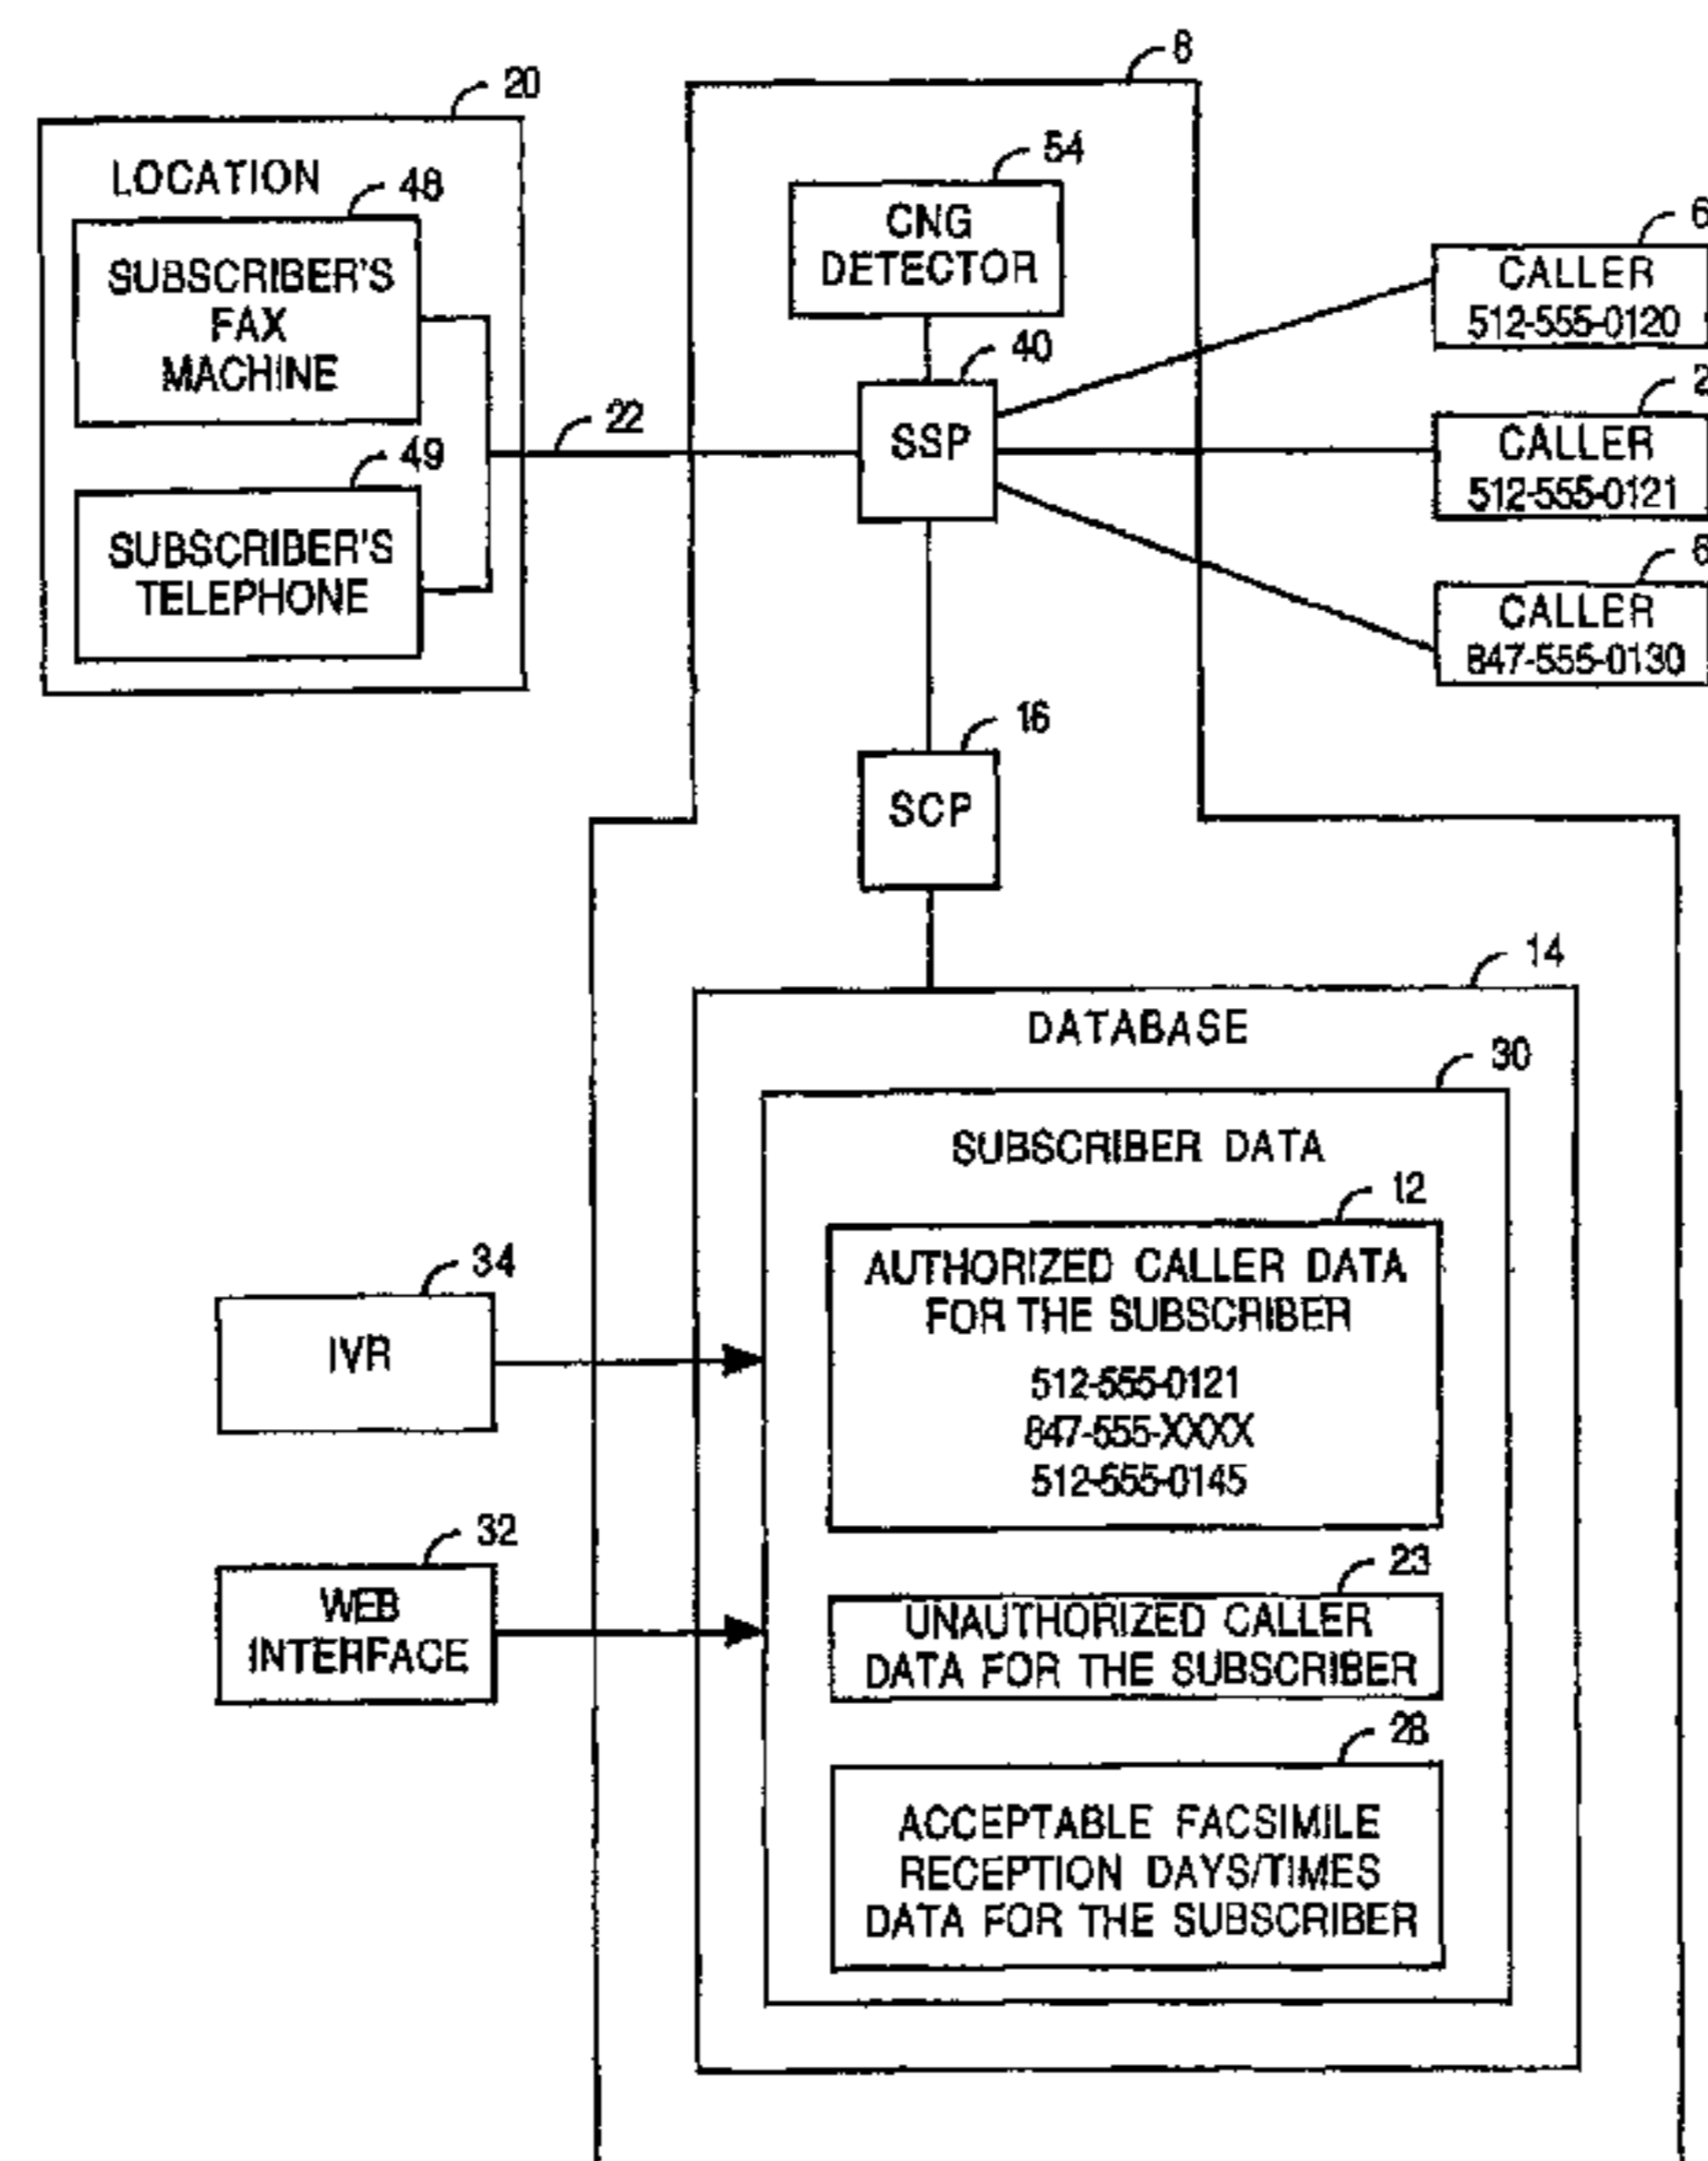 8
20
LOCATION
48
SUBSCRIBER'S
FAX
MACHINE
49
SUBSCRIBER'S
TELEPHONE
22
54
CNG
DETECTOR
40
SSP
6
CALLER
512-555-0120
2
CALLER
512-555-0121
6
CALLER
847-555-0130
16
SCP
14
DATABASE
30
SUBSCRIBER DATA
12
AUTHORIZED CALLER DATA
FOR THE SUBSCRIBER
512-555-0121
847-555-XXXX
512-555-0145
34
IVR
32
WEB
INTERFACE
23
UNAUTHORIZED CALLER
DATA FOR THE SUBSCRIBER
28
ACCEPTABLE FACSIMILE
RECEPTION DAYS/TIMES
DATA FOR THE SUBSCRIBER